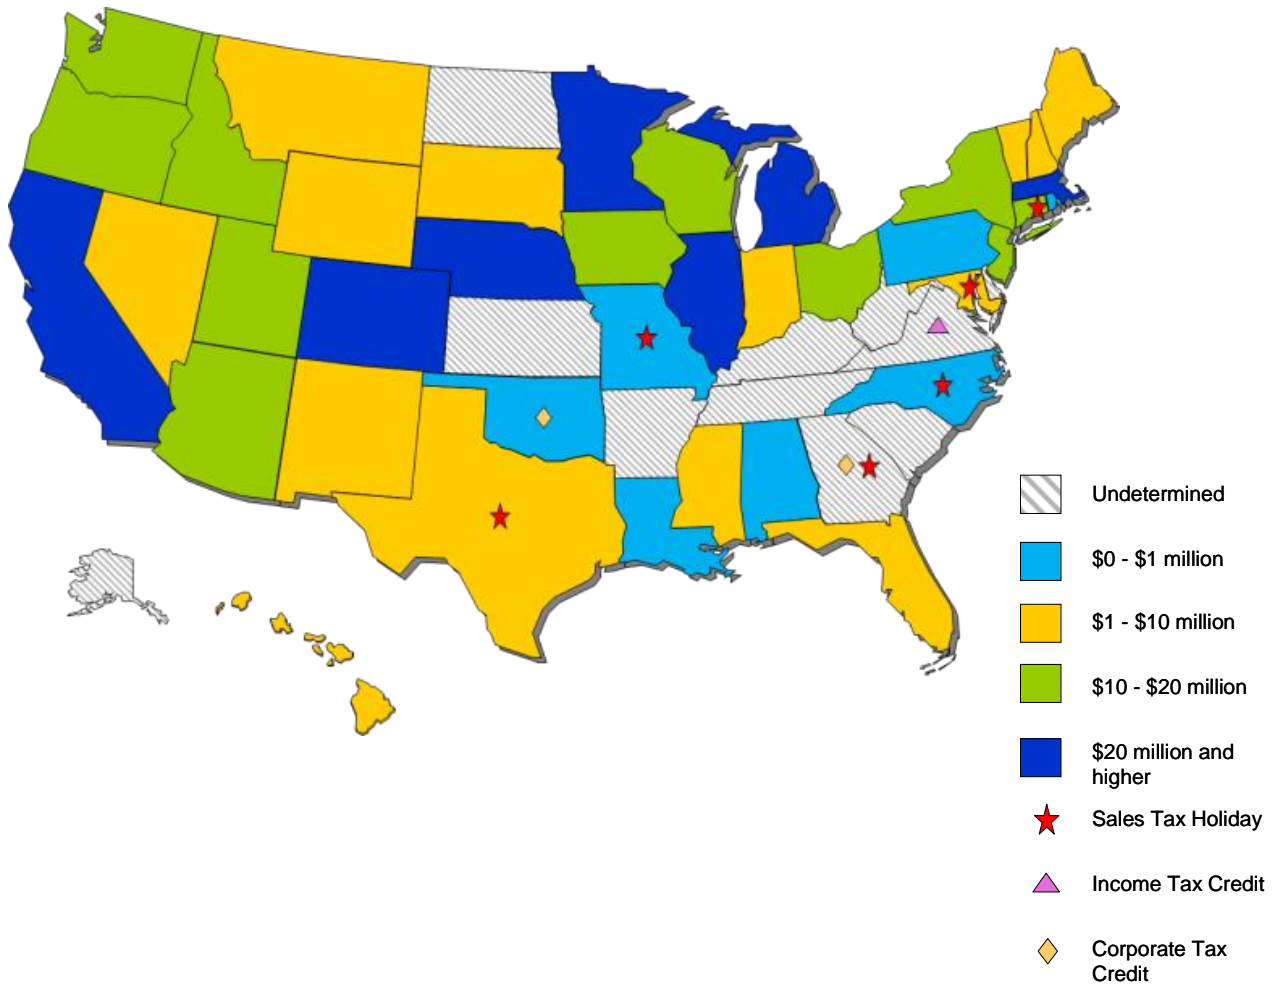 Undetermined
$0 - $1 million
$1 - $10 million
$10 - $20 million
$20 million and
higher
Sales Tax Holiday
Income Tax Credit
Corporate Tax
Credit